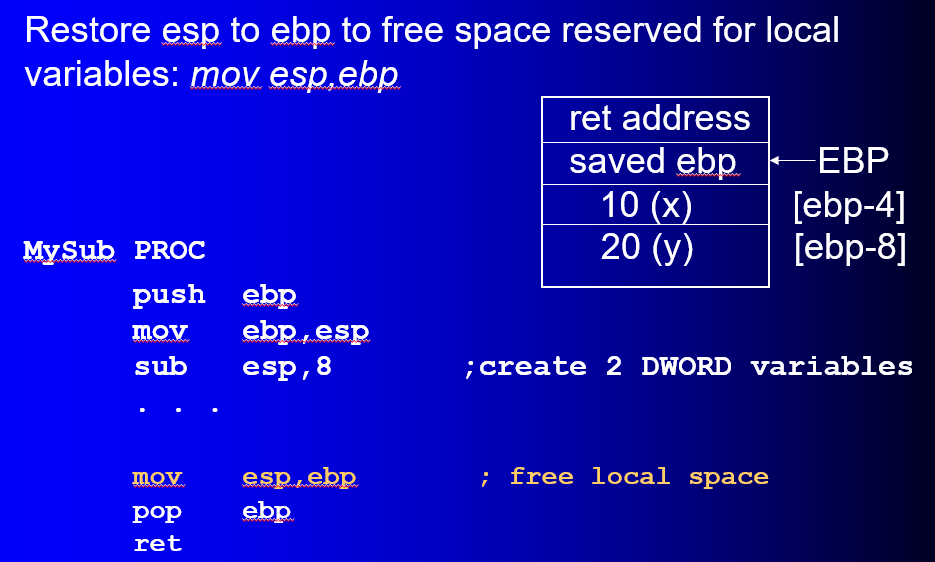 Restore esp to ebp to free space reserved for local
variables: mov esp,ebp
ret address
saved ebp EBP
10 (x) [ebp-4]
20 (y) [ebp-8]
MySub PROC
push ebp
mov ebp,esp
sub esp,8 ;create 2 DWORD variables
. . .
mov esp,ebp ; free local space
pop ebp
ret